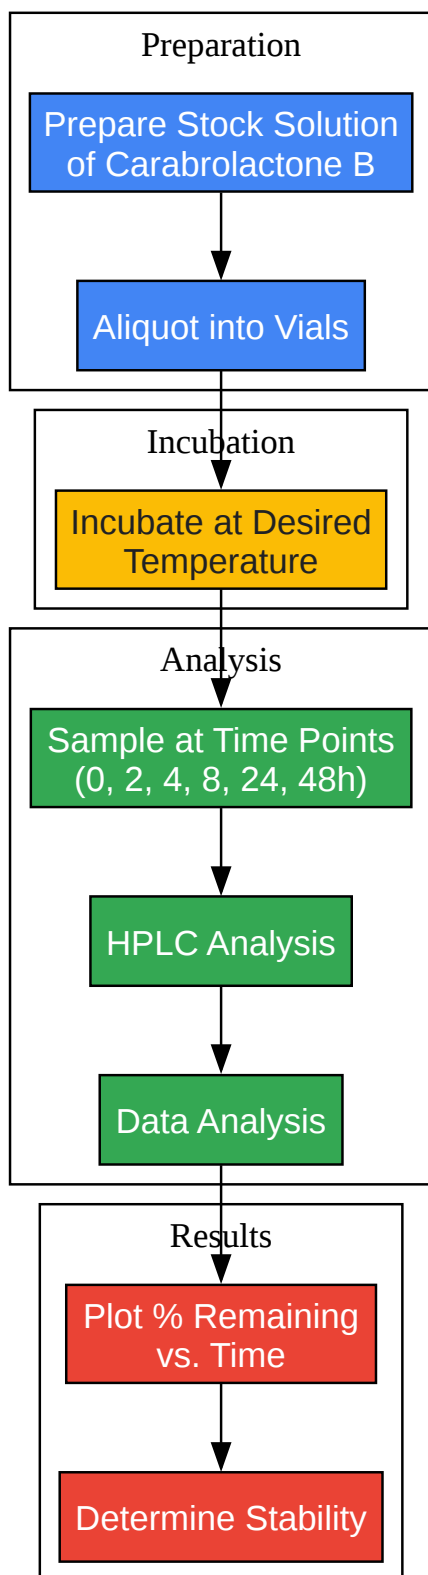 Preparation
Prepare Stock Solution
of Carabrolactone B
Aliquot into Vials
Incubation
Incubate at Desired
Temperature
Analysis
Sample at Time Points
(0, 2, 4, 8, 24, 48h)
HPLC Analysis
Data Analysis
Results
Plot % Remaining
vs. Time
Determine Stability